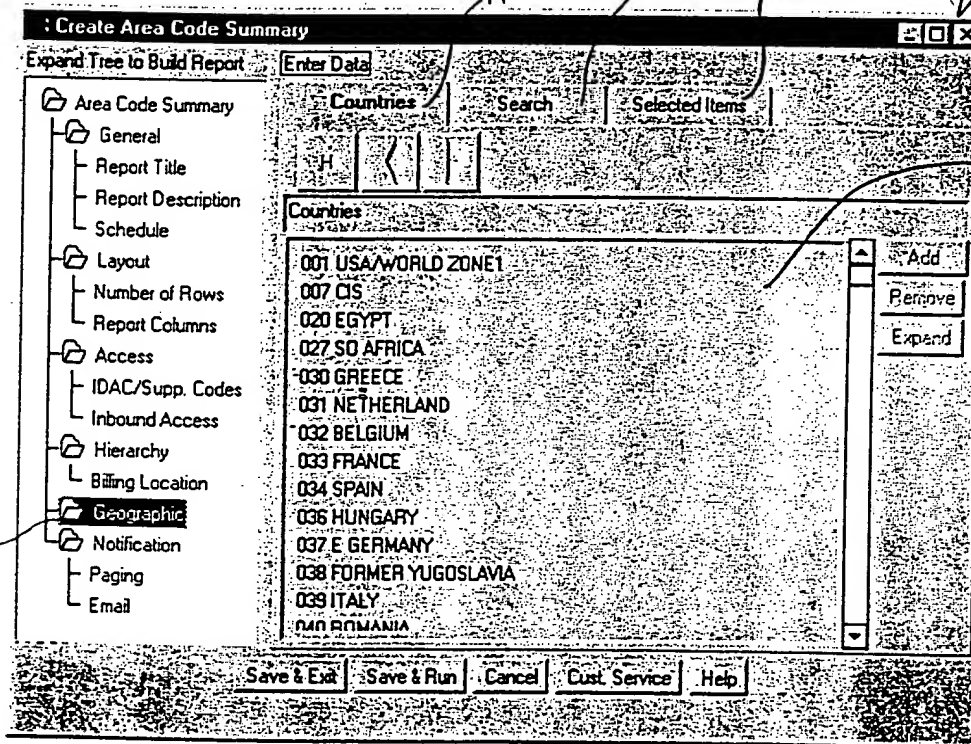 : Create Area Code Summary
Expand Tree to Build Report
Area Code Summary
General
Report Title
Report Description
Schedule
Layout
Number of Rows
Report Columns
Access
IDAC/Supp. Codes
Inbound Access
Hierarchy
Billing Location
Geographic
Notification
Paging
Email
Enter Data
Countries
Search
Selected Items
H
Countries
001 USA/WORLD ZONE1
007 CIS
020 EGYPT
027 SO AFRICA
030 GREECE
031 NETHERLAND
032 BELGIUM
033 FRANCE
034 SPAIN
036 HUNGARY
037 E GERMANY
038 FORMER YUGOSLAVIA
039 ITALY
040 ROMANIA
Add
Remove
Expand
Save & Exit
Save & Run
Cancel
Cust. Service
Help